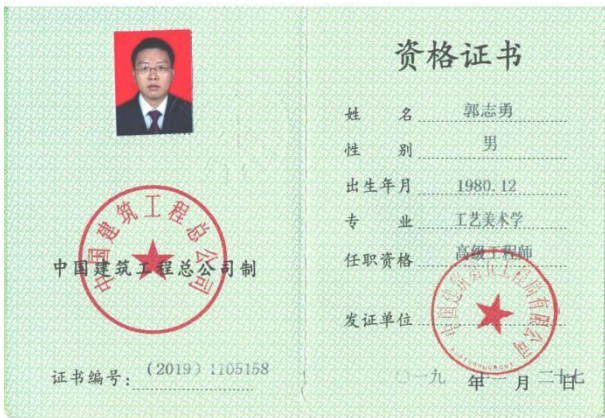 中国建筑工程总公司
中国建筑工程总公司制
证书编号：（2019）1105158
资格证书
姓 名 郭志勇
性 别 男
出生年月 1980.12
专 业 工艺美术学
任职资格 高级工程师
发证单位
一九 年 一 月 二十七 日